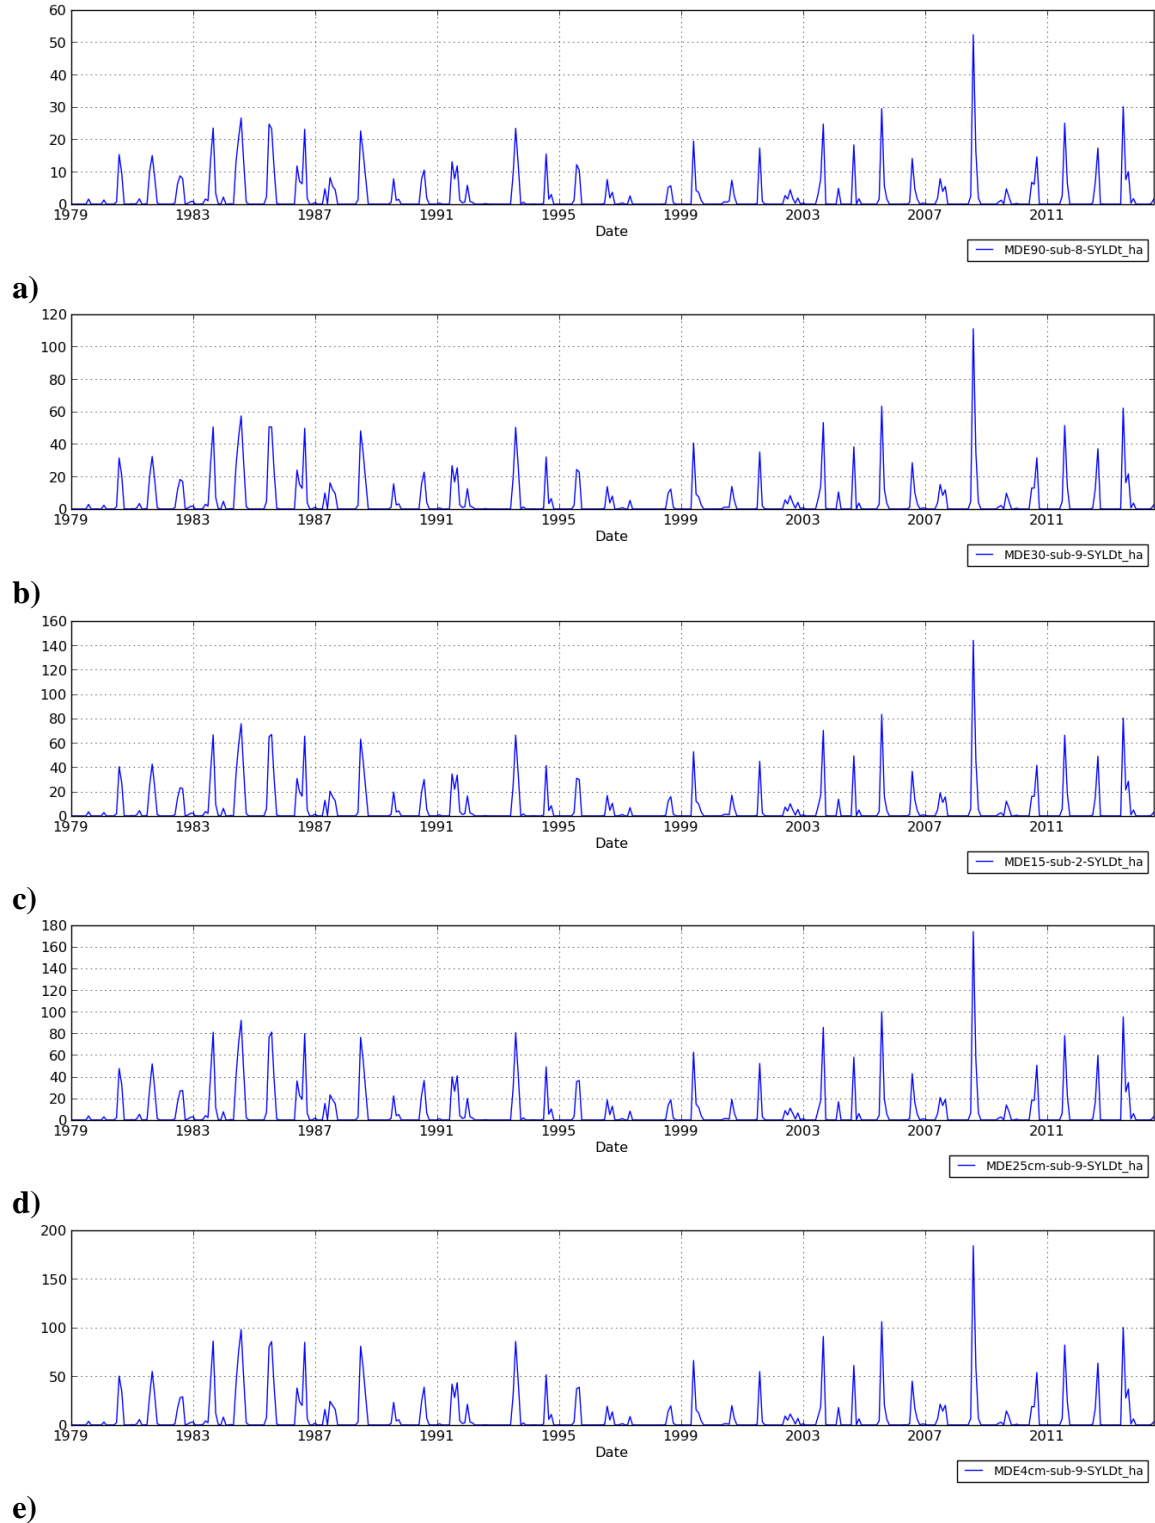 60
50
40
30
20
10
0
1979 1983 1987 1991 1995 1999 2003 2007 2011
Date
MDE90-sub-8-SYLDt_ha
a)
120
100
80
60
40
20
0
1979 1983 1987 1991 1995 1999 2003 2007 2011
Date
MDE30-sub-9-SYLDt_ha
b)
160
140
120
100
80
60
40
20
0
1979 1983 1987 1991 1995 1999 2003 2007 2011
Date
MDE15-sub-2-SYLDt_ha
c)
180
160
140
120
100
80
60
40
20
0
1979 1983 1987 1991 1995 1999 2003 2007 2011
Date
MDE25cm-sub-9-SYLDt_ha
d)
200
150
100
50
0
1979 1983 1987 1991 1995 1999 2003 2007 2011
Date
MDE4cm-sub-9-SYLDt_ha
e)